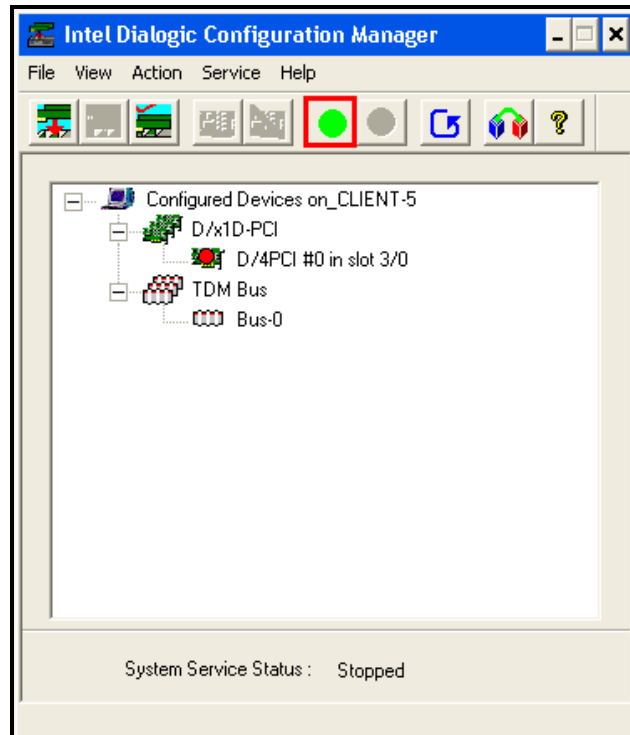 Intel Dialogic Configuration Manager
File View Action Service Help
?
Configured Devices on_CLIENT-5
D/x1D-PCI
D/4PCI #0 in slot 3/0
TDM Bus
Bus-0
System Service Status : Stopped